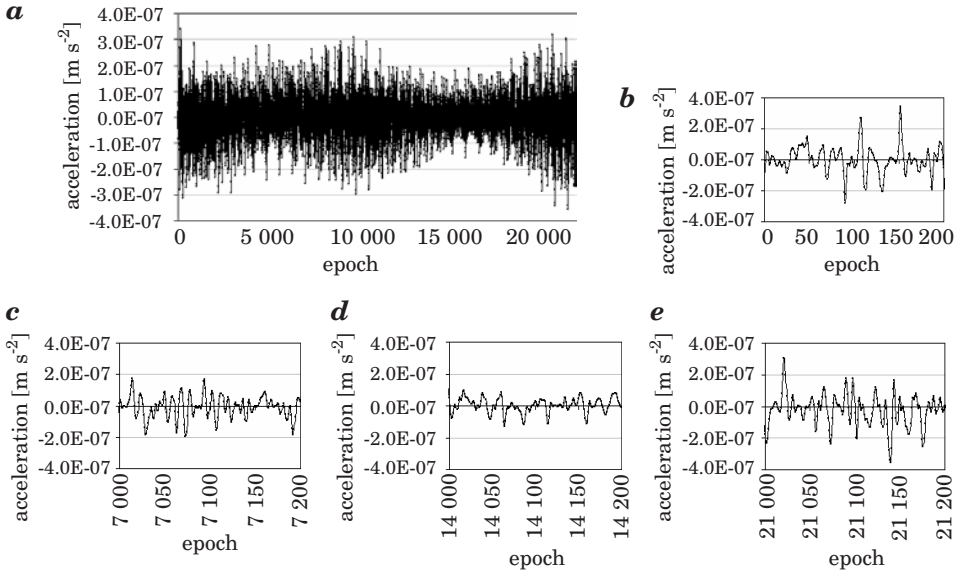 a
acceleration [m s-2]
4.0E-07
3.0E-07
2.0E-07
1.0E-07
0.0E-07
-1.0E-07
-2.0E-07
-3.0E-07
-4.0E-07
0 5 000 10 000 15 000 20 000
epoch
b
acceleration [m s-2]
4.0E-07
2.0E-07
0.0E-07
-2.0E-07
-4.0E-07
0 50 100 150 200
epoch
c
acceleration [m s-2]
4.0E-07
2.0E-07
0.0E-07
-2.0E-07
-4.0E-07
7 000
7 050
7 100
7 150
7 200
epoch
d
acceleration [m s-2]
4.0E-07
2.0E-07
0.0E-07
-2.0E-07
-4.0E-07
14 000
14 050
14 100
14 150
14 200
epoch
e
acceleration [m s-2]
4.0E-07
2.0E-07
0.0E-07
-2.0E-07
-4.0E-07
21 000
21 050
21 100
21 150
21 200
epoch